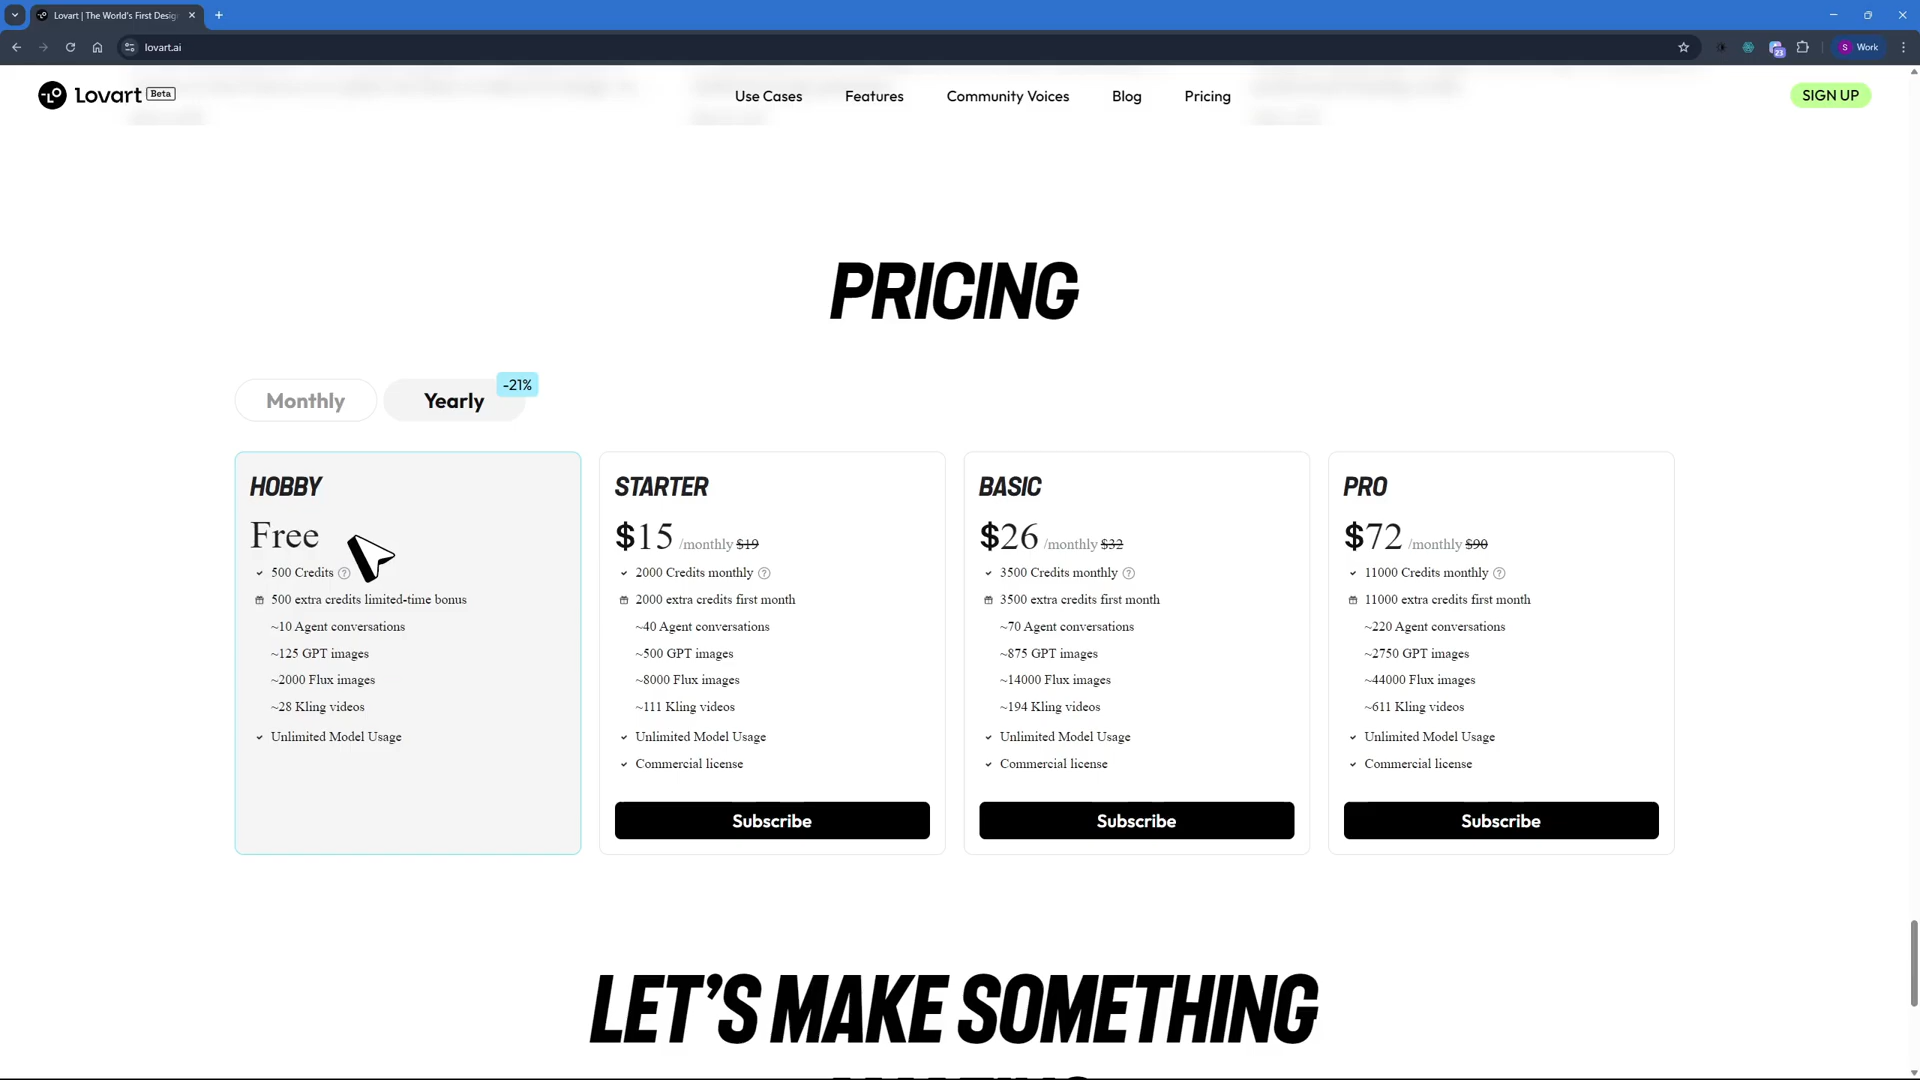 Lovart | The World's First Desig
lovart.ai
23
S Work
Lovart Beta
Use Cases
Features
Community Voices
Blog
Pricing
SIGN UP
PRICING
Monthly
Yearly
-21%
HOBBY
Free
500 Credits ?
500 extra credits limited-time bonus
~10 Agent conversations
~125 GPT images
~2000 Flux images
~28 Kling videos
Unlimited Model Usage
STARTER
$15 /monthly $19
2000 Credits monthly ?
2000 extra credits first month
~40 Agent conversations
~500 GPT images
~8000 Flux images
~111 Kling videos
Unlimited Model Usage
Commercial license
Subscribe
BASIC
$26 /monthly $32
3500 Credits monthly ?
3500 extra credits first month
~70 Agent conversations
~875 GPT images
~14000 Flux images
~194 Kling videos
Unlimited Model Usage
Commercial license
Subscribe
PRO
$72 /monthly $90
11000 Credits monthly ?
11000 extra credits first month
~220 Agent conversations
~2750 GPT images
~44000 Flux images
~611 Kling videos
Unlimited Model Usage
Commercial license
Subscribe
LET'S MAKE SOMETHING